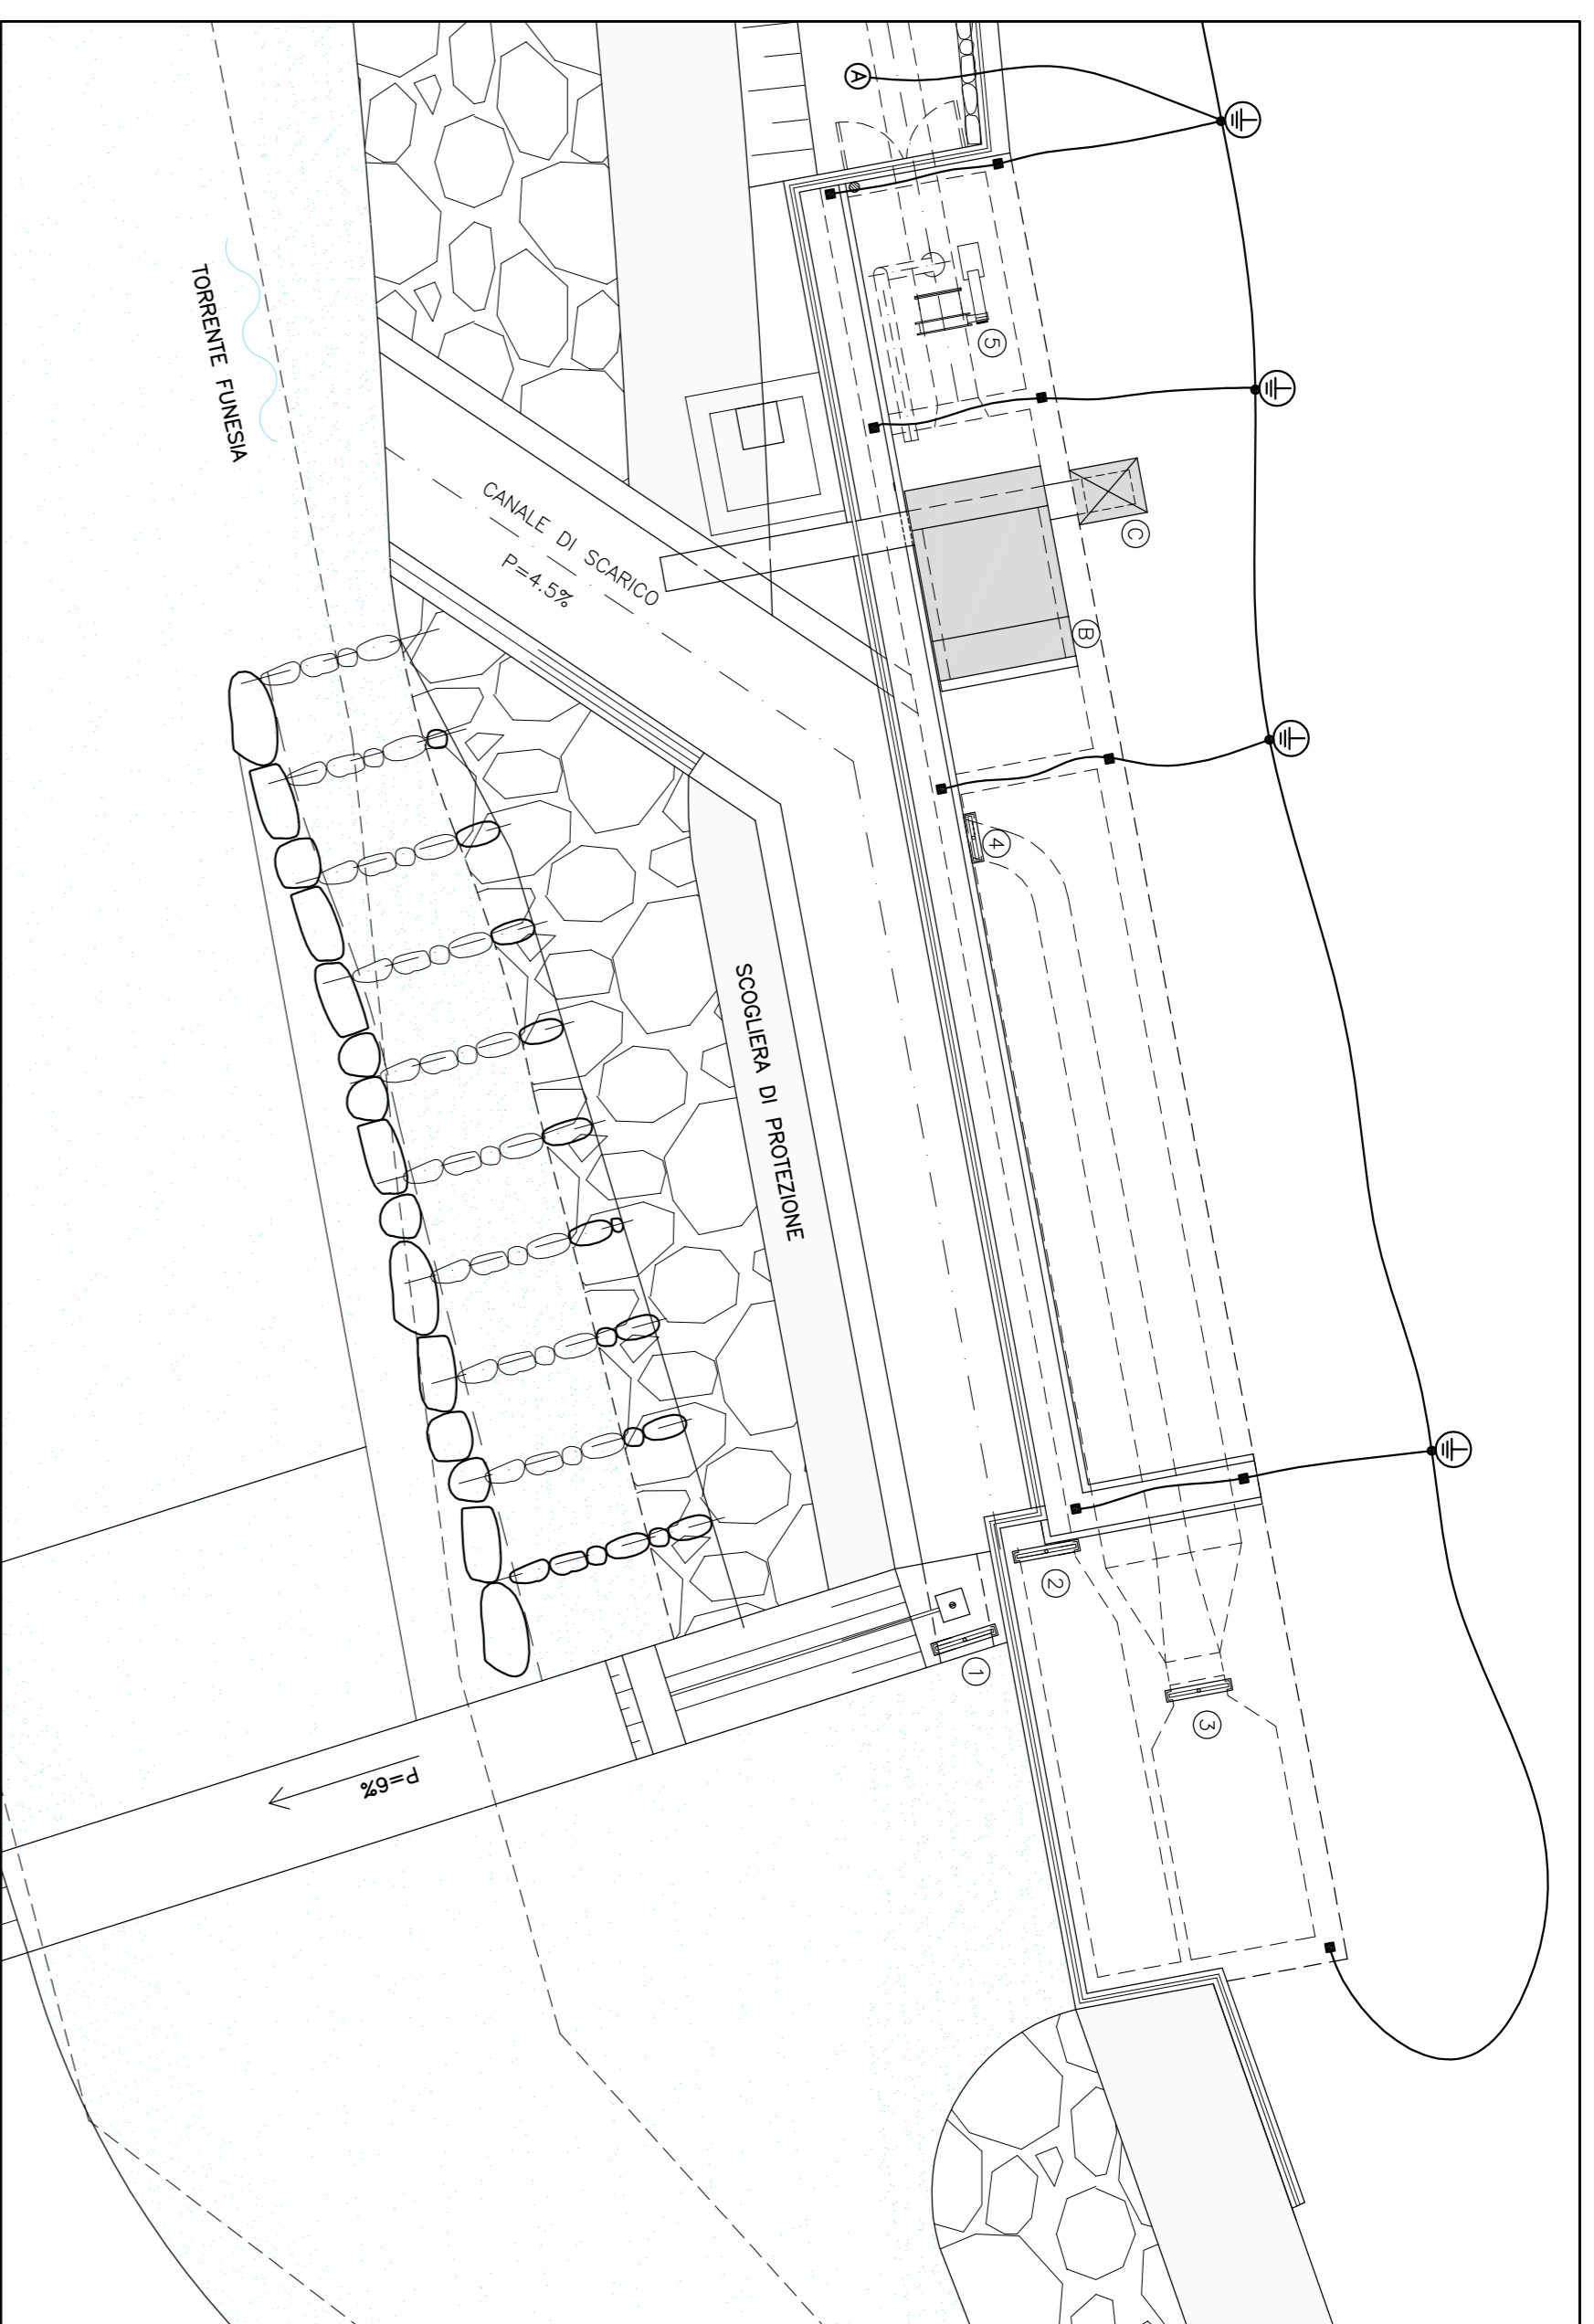 A
5
C
B
TORRENTE FUNESIA
CANALE DI SCARICO
P=4.5%
4
SCOGLIERA DI PROTEZIONE
2
1
3
P=6%